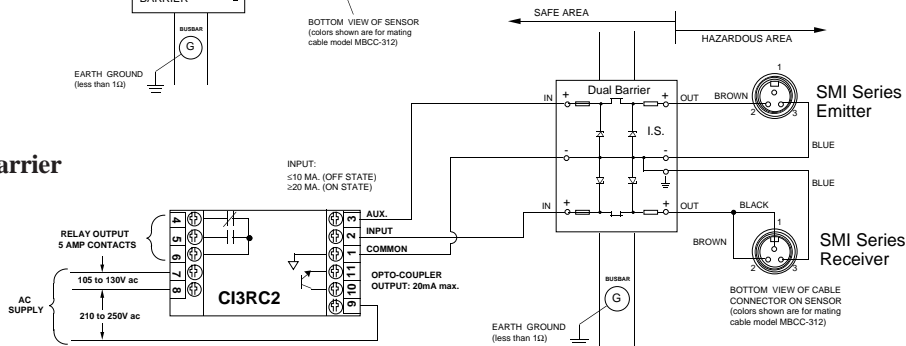 BARRIER
BUSBAR
G
EARTH GROUND
(less than 1Ω)
BOTTOM VIEW OF SENSOR
(colors shown are for mating
cable model MBCC-312)
SAFE AREA
HAZARDOUS AREA
Dual Barrier
IN
+
+
OUT
BROWN
I.S.
-
-
BLUE
1
2
3
SMI Series
Emitter
BLUE
IN
+
+
OUT
BLACK
BROWN
1
2
3
SMI Series
Receiver
BOTTOM VIEW OF CABLE
CONNECTOR ON SENSOR
(colors shown are for mating
cable model MBCC-312)
BUSBAR
G
EARTH GROUND
(less than 1Ω)
arrier
INPUT:
≤10 MA. (OFF STATE)
≥20 MA. (ON STATE)
RELAY OUTPUT
5 AMP CONTACTS
4
5
6
7
8
3
2
1
11
10
9
AUX.
INPUT
COMMON
OPTO-COUPLER
OUTPUT: 20mA max.
CI3RC2
AC
SUPPLY
105 to 130V ac
210 to 250V ac